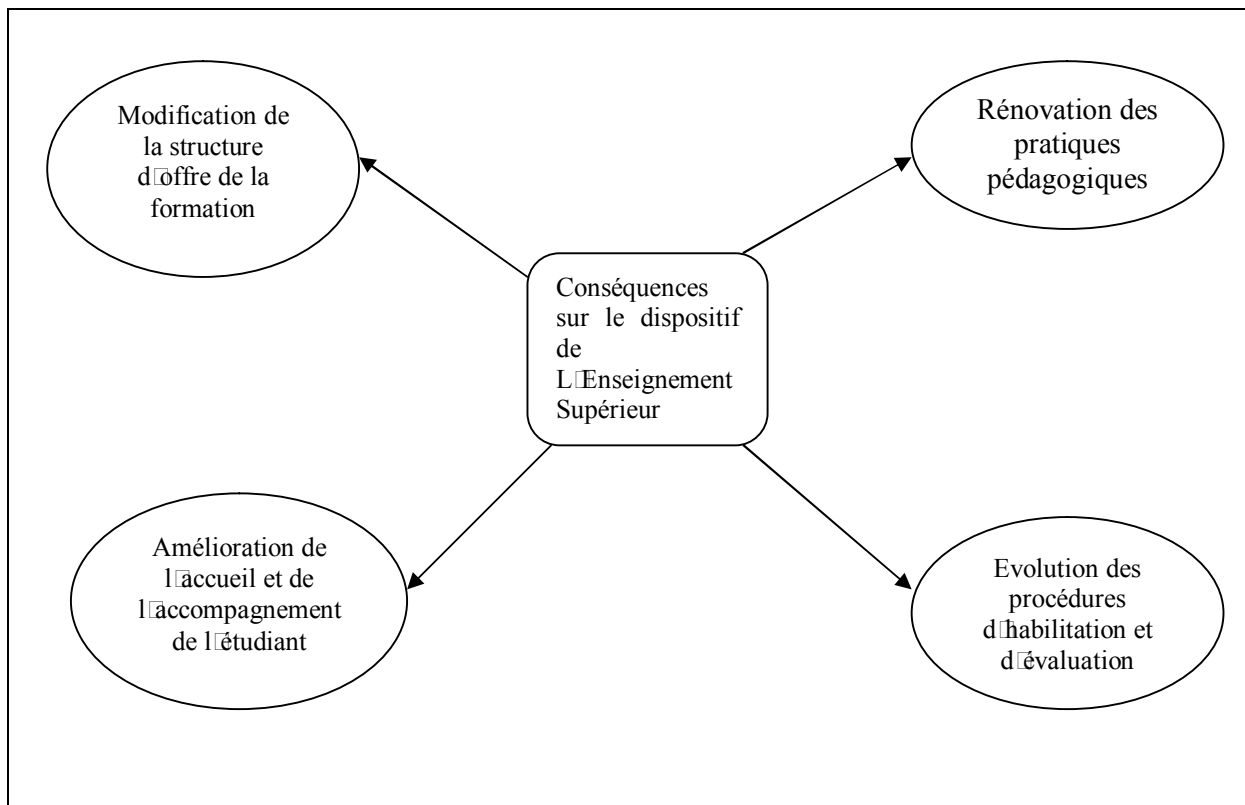 Modification de
la structure
d□offre de la
formation
Rénovation des
pratiques
pédagogiques
Conséquences
sur le dispositif
de
L□Enseignement
Supérieur
Amélioration de
l□accueil et de
l□accompagnement
de l□étudiant
Evolution des
procédures
d□habilitation et
d□évaluation